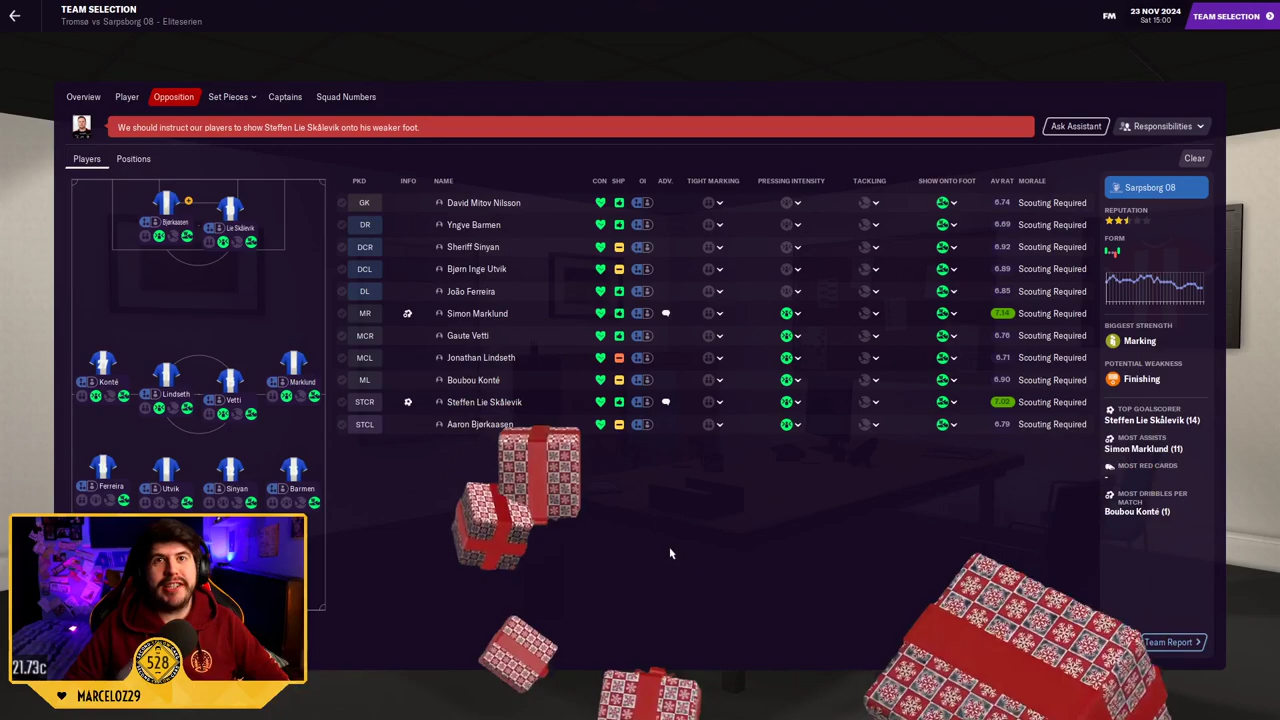 TEAM SELECTION
Tromsø vs Sarpsborg 08 - Eliteserien
FM
23 NOV 2024
Sat 15:00
TEAM SELECTION
Overview
Player
Opposition
Set Pieces
Captains
Squad Numbers
We should instruct our players to show Steffen Lie Skålevik onto his weaker foot.
Ask Assistant
Responsibilities
Players
Positions
Clear
PKD INFO NAME CON SHP OI ADV. TIGHT MARKING PRESSING INTENSITY TACKLING SHOW ONTO FOOT AV RAT MORALE
GK David Mitov Nilsson 6.74 Scouting Required
DR Yngve Barmen 6.69 Scouting Required
DCR Sheriff Sinyan 6.92 Scouting Required
DCL Bjørn Inge Utvik 6.89 Scouting Required
DL João Ferreira 6.85 Scouting Required
MR Simon Marklund 7.14 Scouting Required
MCR Gaute Vetti 6.76 Scouting Required
MCL Jonathan Lindseth 6.71 Scouting Required
ML Boubou Konté 6.90 Scouting Required
STCR Steffen Lie Skålevik 7.02 Scouting Required
STCL Aaron Bjørkaasen 6.79 Scouting Required
Bjørkaasen
Lie Skålevik
Konté
Lindseth
Vetti
Marklund
Ferreira
Utvik
Sinyan
Barmen
Sarpsborg 08
REPUTATION
FORM
BIGGEST STRENGTH
Marking
POTENTIAL WEAKNESS
Finishing
TOP GOALSCORER
Steffen Lie Skålevik (14)
MOST ASSISTS
Simon Marklund (11)
MOST RED CARDS
-
MOST DRIBBLES PER
MATCH
Boubou Konté (1)
Team Report
21.73c
528
MARCELOZ29